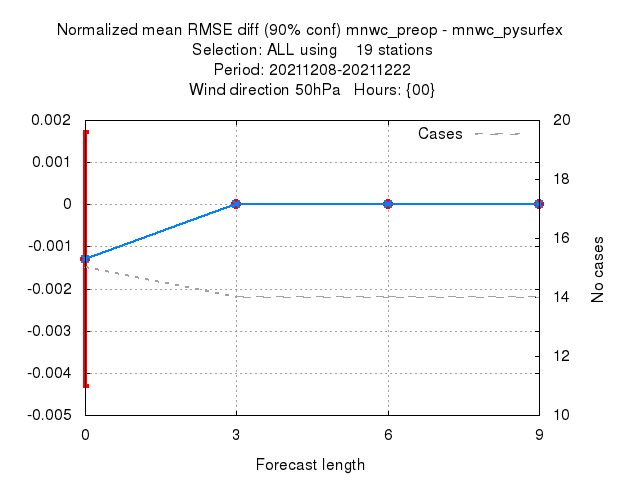 Normalized mean RMSE diff (90% conf) mnwc_preop - mnwc_pysurfex
Selection: ALL using    19 stations
Period: 20211208-20211222
Wind direction 50hPa   Hours: {00}
Cases
0.002
0.001
0
-0.001
-0.002
-0.003
-0.004
-0.005
20
18
16
14
12
10
No cases
0
3
6
9
Forecast length